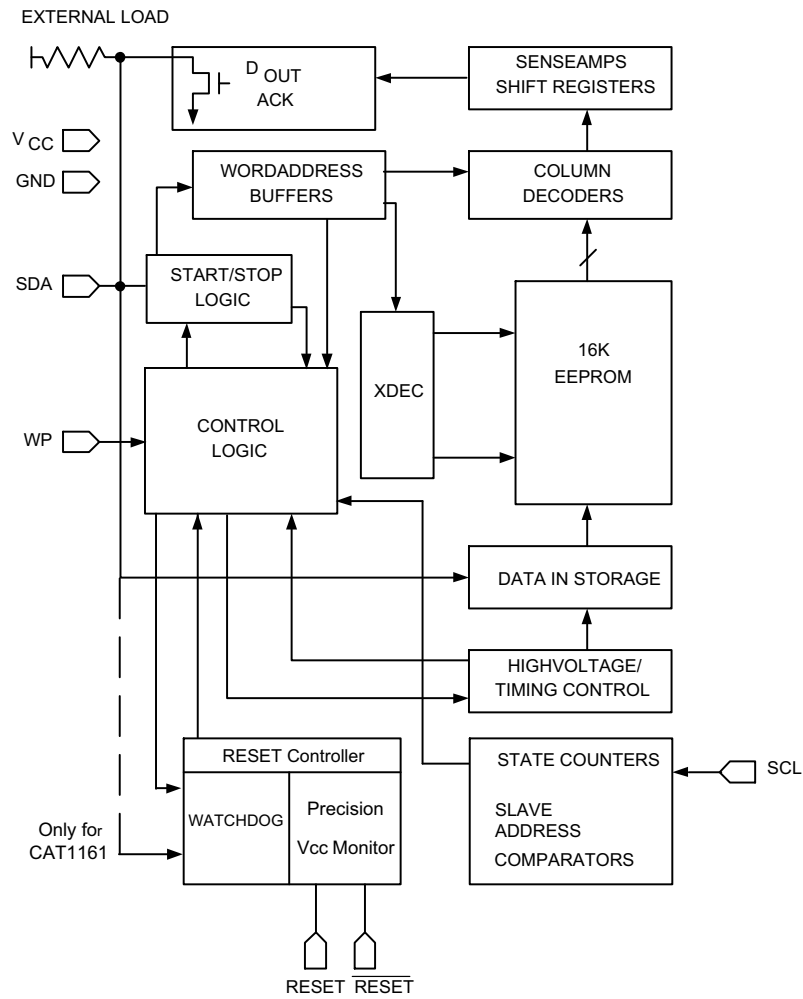 EXTERNAL LOAD
D OUT
ACK
SENSEAMPS
SHIFT REGISTERS
V CC
GND
WORDADDRESS
BUFFERS
COLUMN
DECODERS
SDA
START/STOP
LOGIC
XDEC
16K
EEPROM
WP
CONTROL
LOGIC
DATA IN STORAGE
HIGHVOLTAGE/
TIMING CONTROL
RESET Controller
WATCHDOG
Precision
Vcc Monitor
STATE COUNTERS
SLAVE
ADDRESS
COMPARATORS
SCL
Only for
CAT1161
RESET
RESET